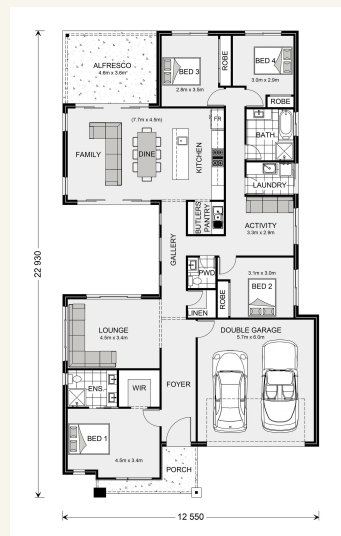 ALFRESCO
4.6m x 3.6m
BED 3
2.8m x 3.5m
ROBE
BED 4
3.0m x 2.9m
ROBE
(7.7m x 4.5m)
FR
BATH
FAMILY
DINE
KITCHEN
LAUNDRY
BUTLERS
PANTRY
ACTIVITY
3.3m x 2.9m
GALLERY
PWD
3.1m x 3.0m
BED 2
ROBE
LINEN
22 930
LOUNGE
4.5m x 3.4m
DOUBLE GARAGE
5.7m x 6.0m
ENS
WIR
FOYER
BED 1
4.5m x 3.4m
PORCH
12 550